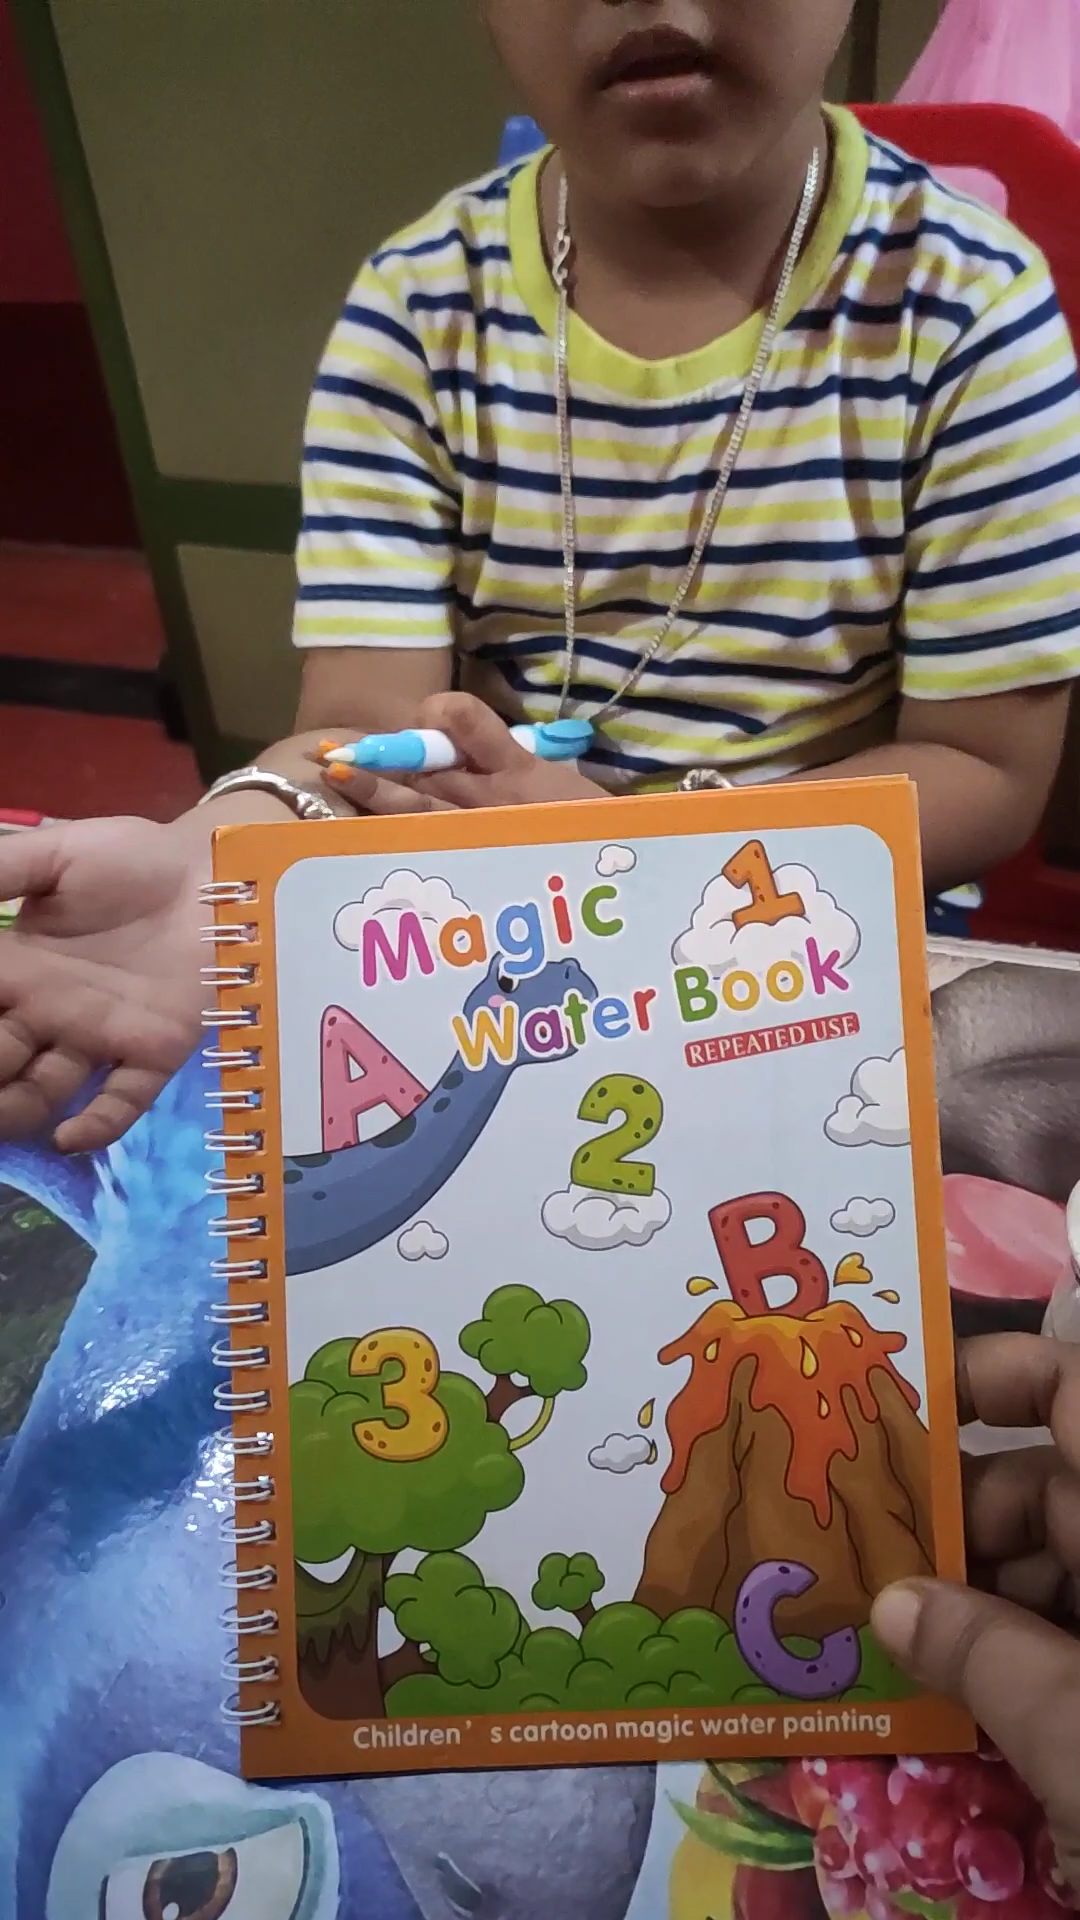 Magic
1
Water Book
REPEATED USE
A
2
B
3
C
Children's cartoon magic water painting